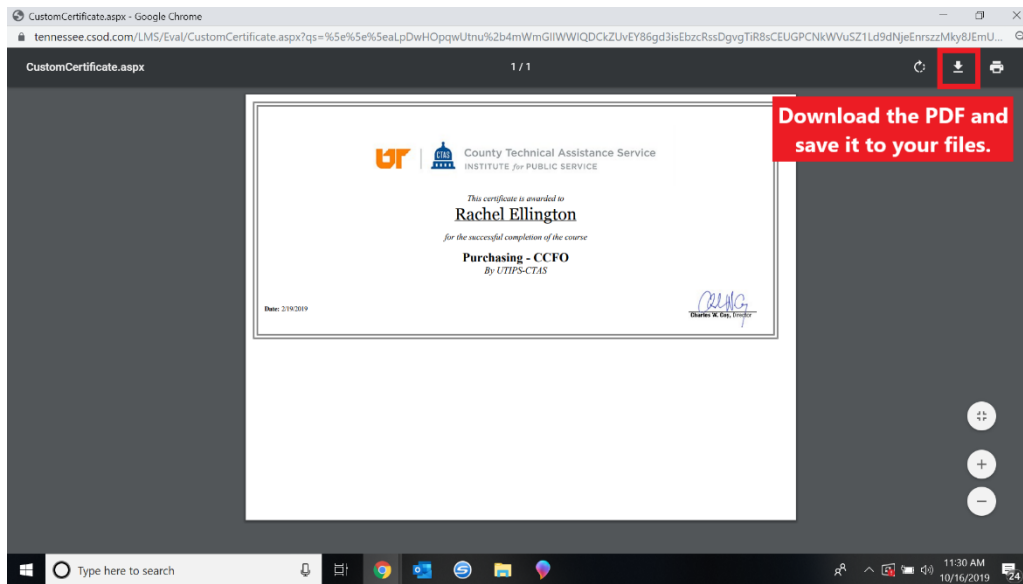 CustomCertificate.aspx - Google Chrome
tennessee.csod.com/LMS/Eval/CustomCertificate.aspx?qs=%5e%5e%5eaLpDwHOpqwUtnu%2b4mWmGIIWWIQDCkZUvEY86gd3isEbzcRssDgvgTiR8sCEUGPCNkWVuSZ1Ld9dNjeEnrszzMky8JEmU...
CustomCertificate.aspx
1 / 1
Download the PDF and
save it to your files.
UT
CTAS
County Technical Assistance Service
INSTITUTE for PUBLIC SERVICE
This certificate is awarded to
Rachel Ellington
for the successful completion of the course
Purchasing - CCFO
By UTIPS-CTAS
Date: 2/19/2019
Charles W. Cay, Director
Type here to search
11:30 AM
10/16/2019
24